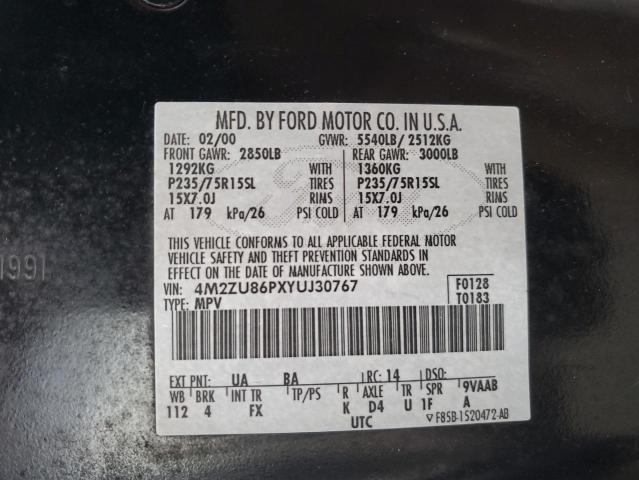 MFD. BY FORD MOTOR CO. IN U.S.A.
DATE: 02/00 GVWR: 5540LB/ 2512KG
FRONT GAWR: 2850LB REAR GAWR: 3000LB
1292KG WITH 1360KG WITH
P235/75R15SL TIRES P235/75R15SL TIRES
15X7.0J RIMS 15X7.0J RIMS
AT 179 kPa/26 PSI COLD AT 179 kPa/26 PSI COLD
THIS VEHICLE CONFORMS TO ALL APPLICABLE FEDERAL MOTOR
VEHICLE SAFETY AND THEFT PREVENTION STANDARDS IN
EFFECT ON THE DATE OF MANUFACTURE SHOWN ABOVE.
VIN: 4M2ZU86PXYUJ30767 F0128
TYPE: MPV T0183
EXT PNT: UA BA RC: 14 DSO:
WB BRK INT TR TP/PS R AXLE TR SPR 9VAAB
112 4 FX K D4 U 1F A
UTC F85B-1520472-AB
1991